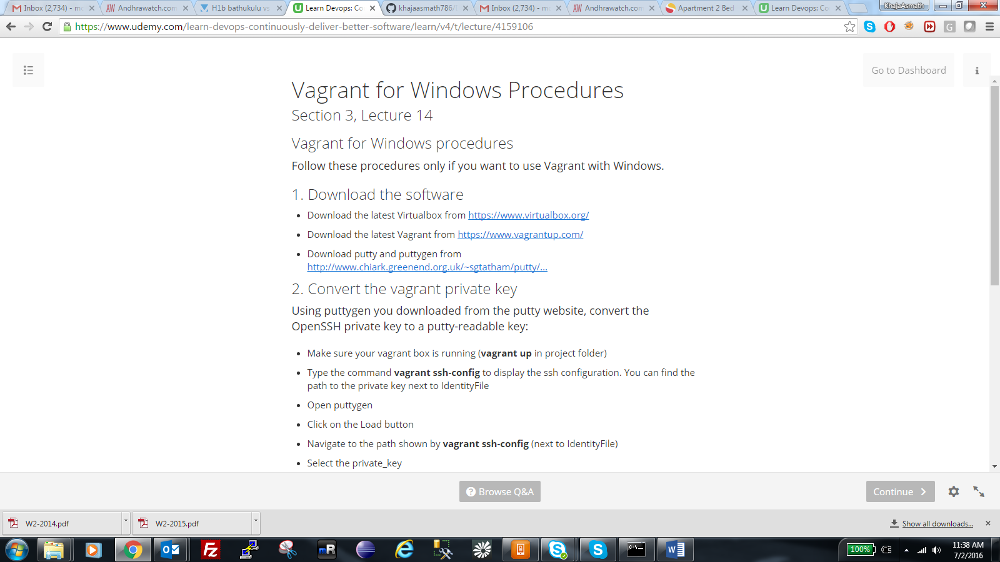 Inbox (2,734) - mc
Andhrawatch.com
H1b bathukulu vs
Learn Devops: Co
khajaasmath786/
Inbox (2,734) - mc
Andhrawatch.com
Apartment 2 Bed
Learn Devops: Co
KhajaAsmath
https://www.udemy.com/learn-devops-continuously-deliver-better-software/learn/v4/t/lecture/4159106
Go to Dashboard
Vagrant for Windows Procedures
Section 3, Lecture 14
Vagrant for Windows procedures
Follow these procedures only if you want to use Vagrant with Windows.
1. Download the software
• Download the latest Virtualbox from https://www.virtualbox.org/
• Download the latest Vagrant from https://www.vagrantup.com/
• Download putty and puttygen from
http://www.chiark.greenend.org.uk/~sgtatham/putty/...
2. Convert the vagrant private key
Using puttygen you downloaded from the putty website, convert the
OpenSSH private key to a putty-readable key:
• Make sure your vagrant box is running (vagrant up in project folder)
• Type the command vagrant ssh-config to display the ssh configuration. You can find the
path to the private key next to IdentityFile
• Open puttygen
• Click on the Load button
• Navigate to the path shown by vagrant ssh-config (next to IdentityFile)
• Select the private_key
Browse Q&A
Continue
W2-2014.pdf
W2-2015.pdf
Show all downloads...
100%
11:38 AM
7/2/2016